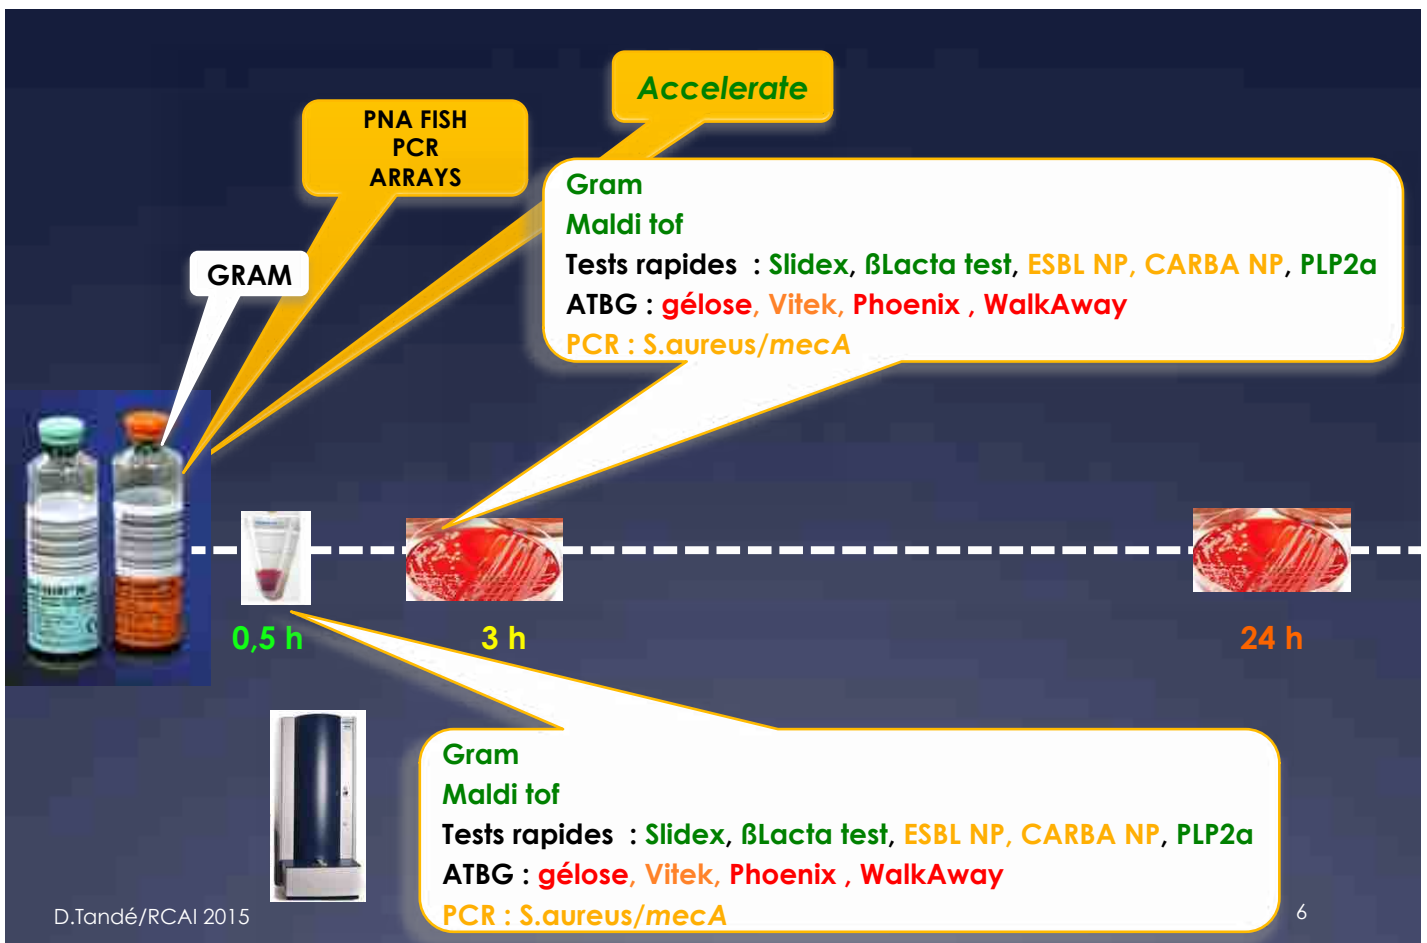 Accelerate
PNA FISH
PCR
ARRAYS
GRAM
Gram
Maldi tof
Tests rapides : Slidex, ßLacta test, ESBL NP, CARBA NP, PLP2a
ATBG : gélose, Vitek, Phoenix , WalkAway
PCR : S.aureus/mecA
0,5 h
3 h
24 h
Gram
Maldi tof
Tests rapides : Slidex, ßLacta test, ESBL NP, CARBA NP, PLP2a
ATBG : gélose, Vitek, Phoenix , WalkAway
PCR : S.aureus/mecA
D.Tandé/RCAI 2015
6